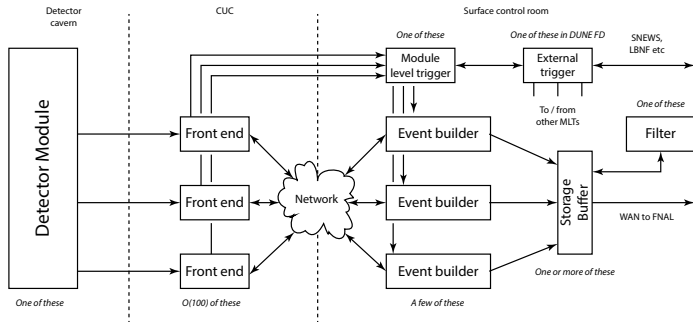 Detector
cavern
CUC
Surface control room
One of these
One of these in DUNE FD
SNEWS,
LBNF etc
Module
level trigger
External
trigger
To / from
other MLTs
One of these
Filter
Detector Module
Front end
Event builder
Front end
Network
Event builder
Storage
Buffer
WAN to FNAL
Front end
Event builder
One or more of these
One of these
O(100) of these
A few of these